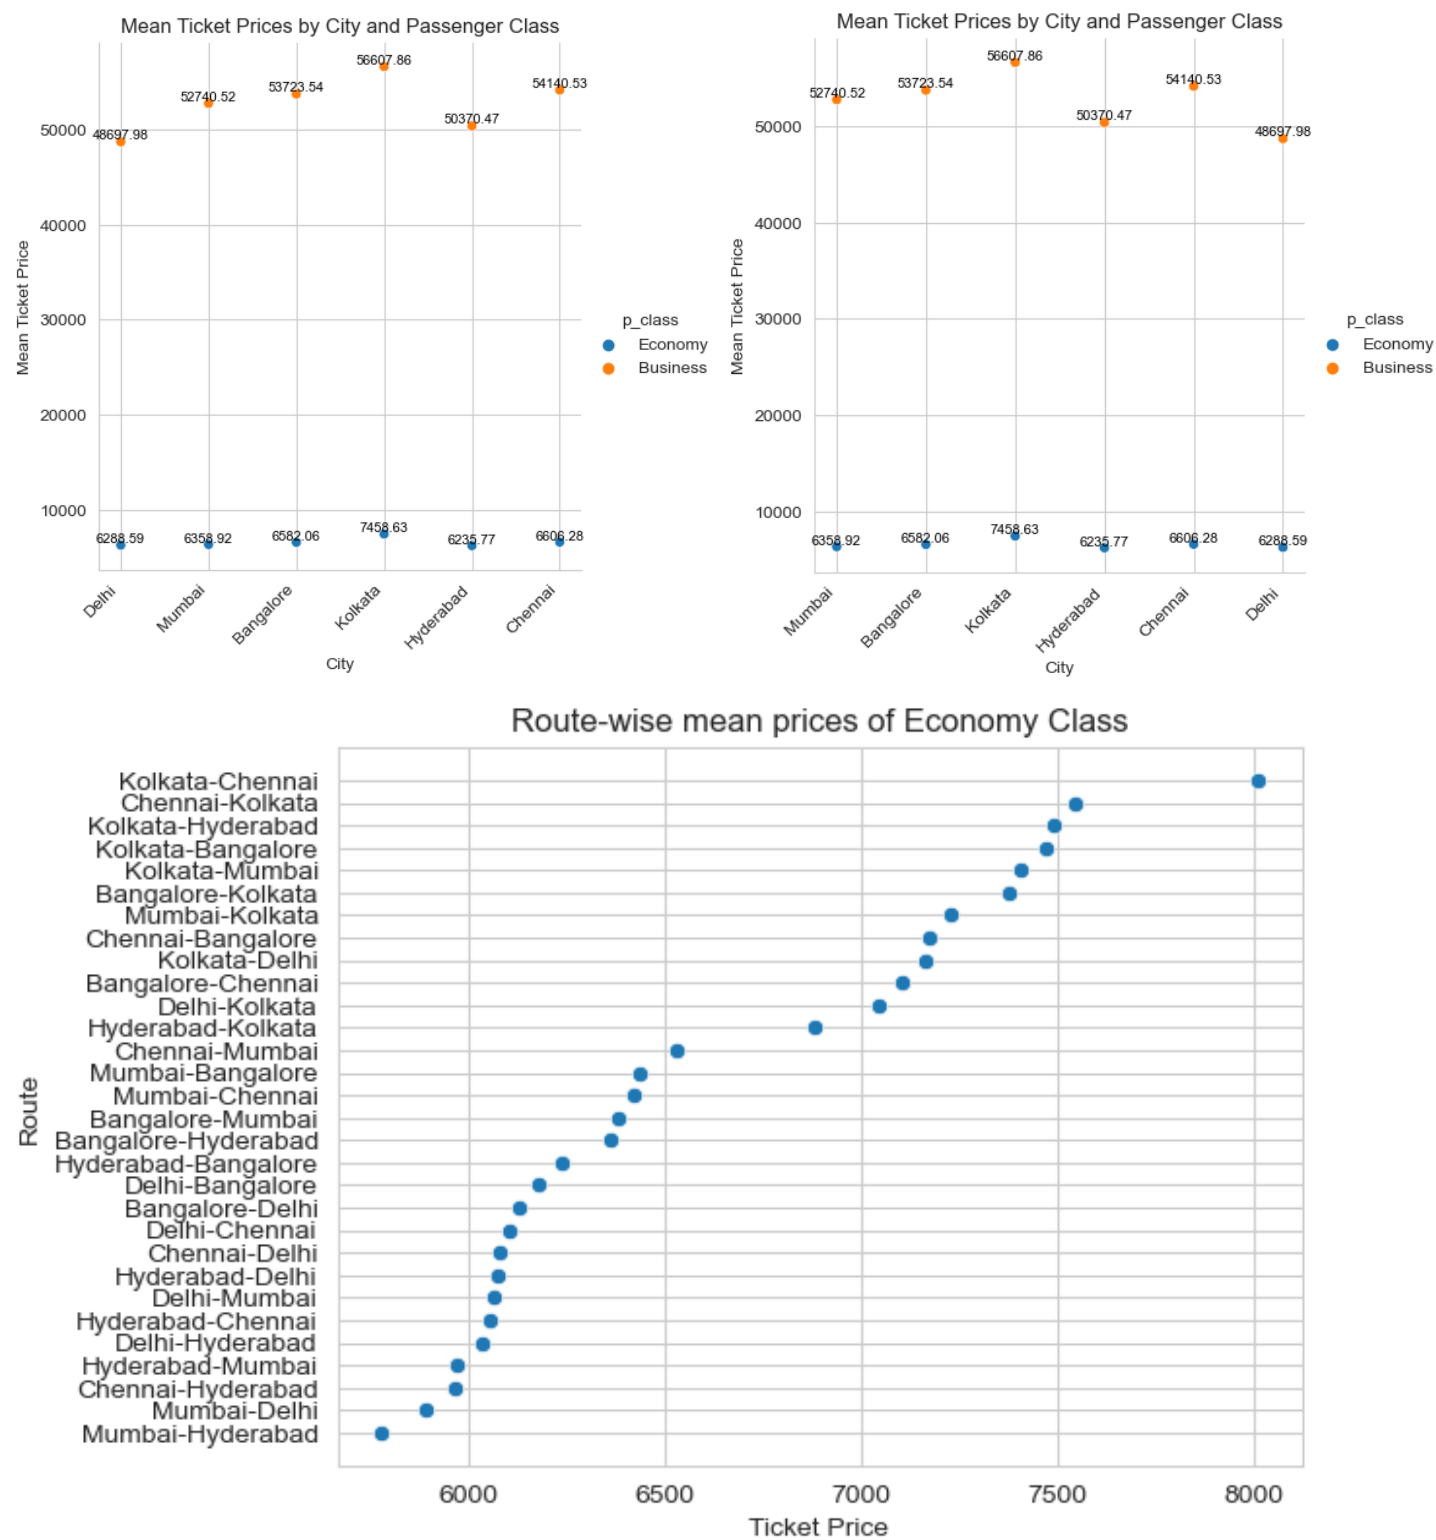 Mean Ticket Prices by City and Passenger Class
56607.86
54140.53
53723.54
52740.52
50370.47
48697.98
50000
40000
30000
20000
10000
Mean Ticket Price
6288.59
6358.92
6582.06
7458.63
6235.77
6606.28
Delhi
Mumbai
Bangalore
Kolkata
Hyderabad
Chennai
City
p_class
Economy
Business
Mean Ticket Prices by City and Passenger Class
56607.86
54140.53
53723.54
52740.52
50370.47
48697.98
50000
40000
30000
20000
10000
Mean Ticket Price
6358.92
6582.06
7458.63
6235.77
6606.28
6288.59
Mumbai
Bangalore
Kolkata
Hyderabad
Chennai
Delhi
City
p_class
Economy
Business
Route-wise mean prices of Economy Class
Kolkata-Chennai
Chennai-Kolkata
Kolkata-Hyderabad
Kolkata-Bangalore
Kolkata-Mumbai
Bangalore-Kolkata
Mumbai-Kolkata
Chennai-Bangalore
Kolkata-Delhi
Bangalore-Chennai
Delhi-Kolkata
Hyderabad-Kolkata
Chennai-Mumbai
Mumbai-Bangalore
Mumbai-Chennai
Bangalore-Mumbai
Bangalore-Hyderabad
Hyderabad-Bangalore
Delhi-Bangalore
Bangalore-Delhi
Delhi-Chennai
Chennai-Delhi
Hyderabad-Delhi
Delhi-Mumbai
Hyderabad-Chennai
Delhi-Hyderabad
Hyderabad-Mumbai
Chennai-Hyderabad
Mumbai-Delhi
Mumbai-Hyderabad
Route
6000 6500 7000 7500 8000
Ticket Price